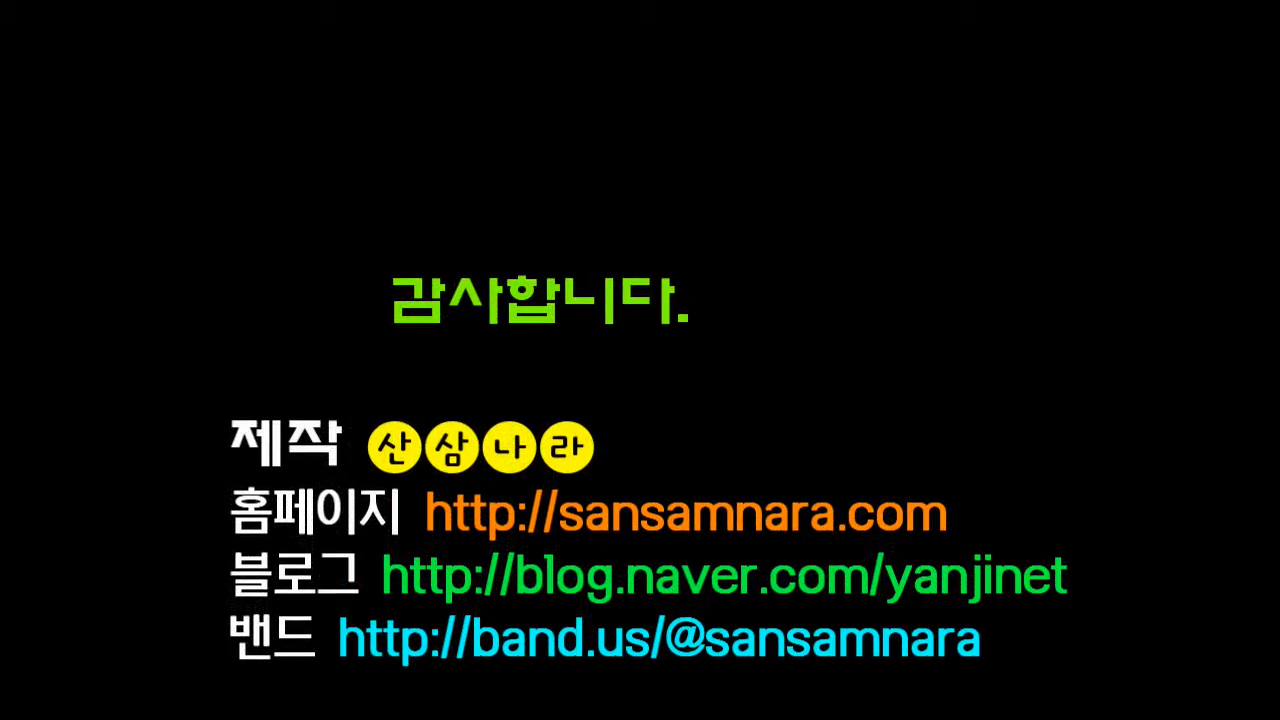 감사합니다.
제작 산삼나라
홈페이지 http://sansamnara.com
블로그 http://blog.naver.com/yanjinet
밴드 http://band.us/@sansamnara